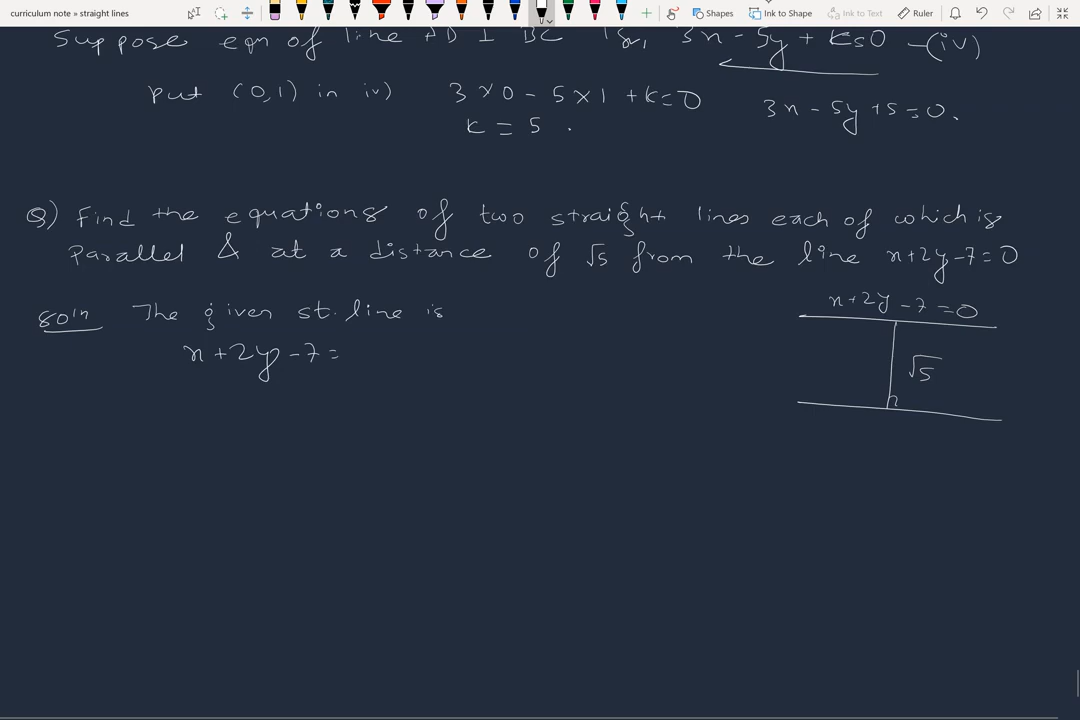 curriculum note » straight lines
Shapes
Ink to Shape
Ink to Text
Ruler
Suppose eqn of line AD ⊥ BC is, 3x - 5y + k = 0 -(iv)
put (0,1) in iv) 3 × 0 - 5 × 1 + k = 0
k = 5 .
3x - 5y + 5 = 0.
Q) Find the equations of two straight lines each of which is
parallel & at a distance of √5 from the line x+2y-7=0
soln The given st. line is
x+2y-7=
x+2y-7=0
√5